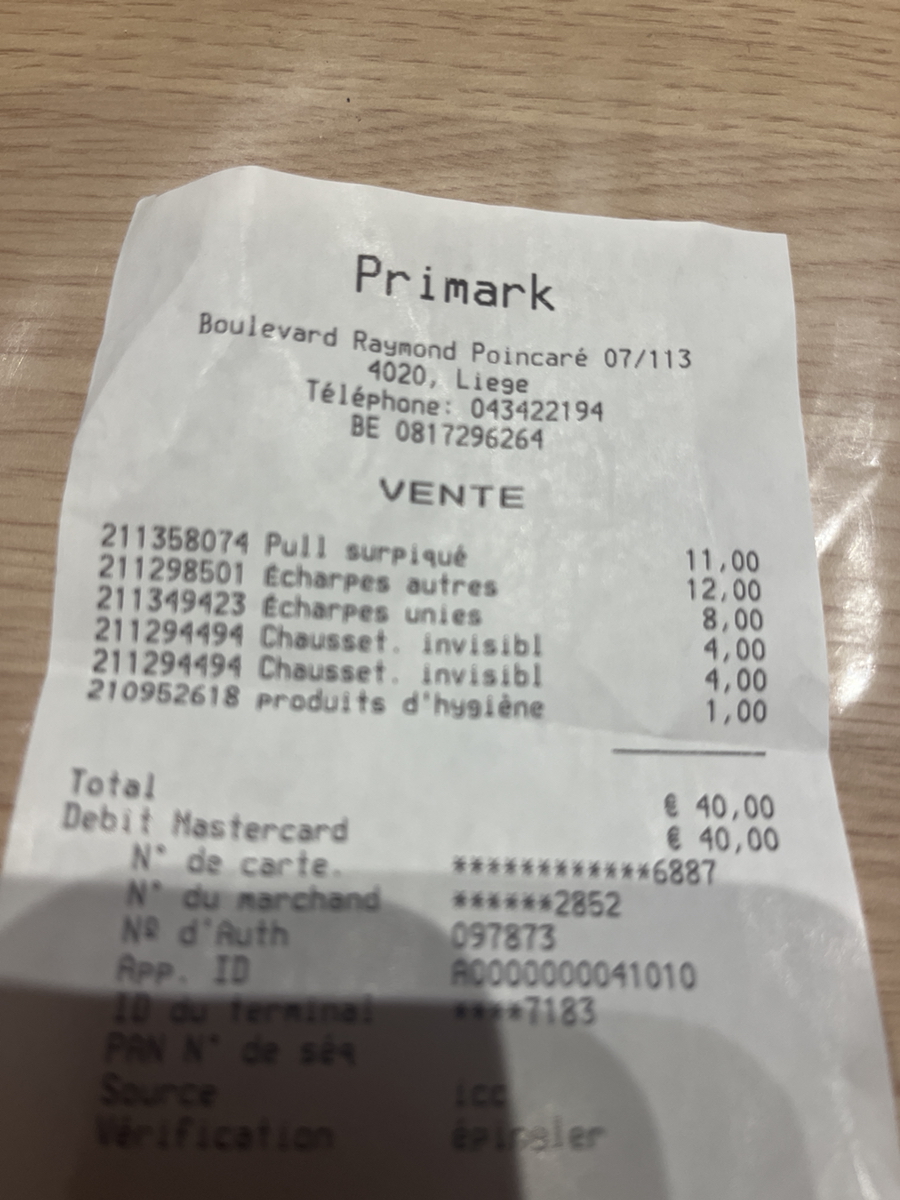 Primark
Boulevard Raymond Poincaré 07/113
4020, Liege
Téléphone: 043422194
BE 0817296264
VENTE
211358074 Pull surpiqué 11,00
211298501 Écharpes autres 12,00
211349423 Écharpes unies 8,00
211294494 Chausset. invisibl 4,00
211294494 Chausset. invisibl 4,00
210952618 produits d'hygiène 1,00
Total € 40,00
Debit Mastercard € 40,00
N° de carte. ************6887
N° du marchand ******2852
Nº d'Auth 097873
App. ID A0000000041010
ID du terminal ****7183
PAN N° de séq
Source icc
Vérification épingler